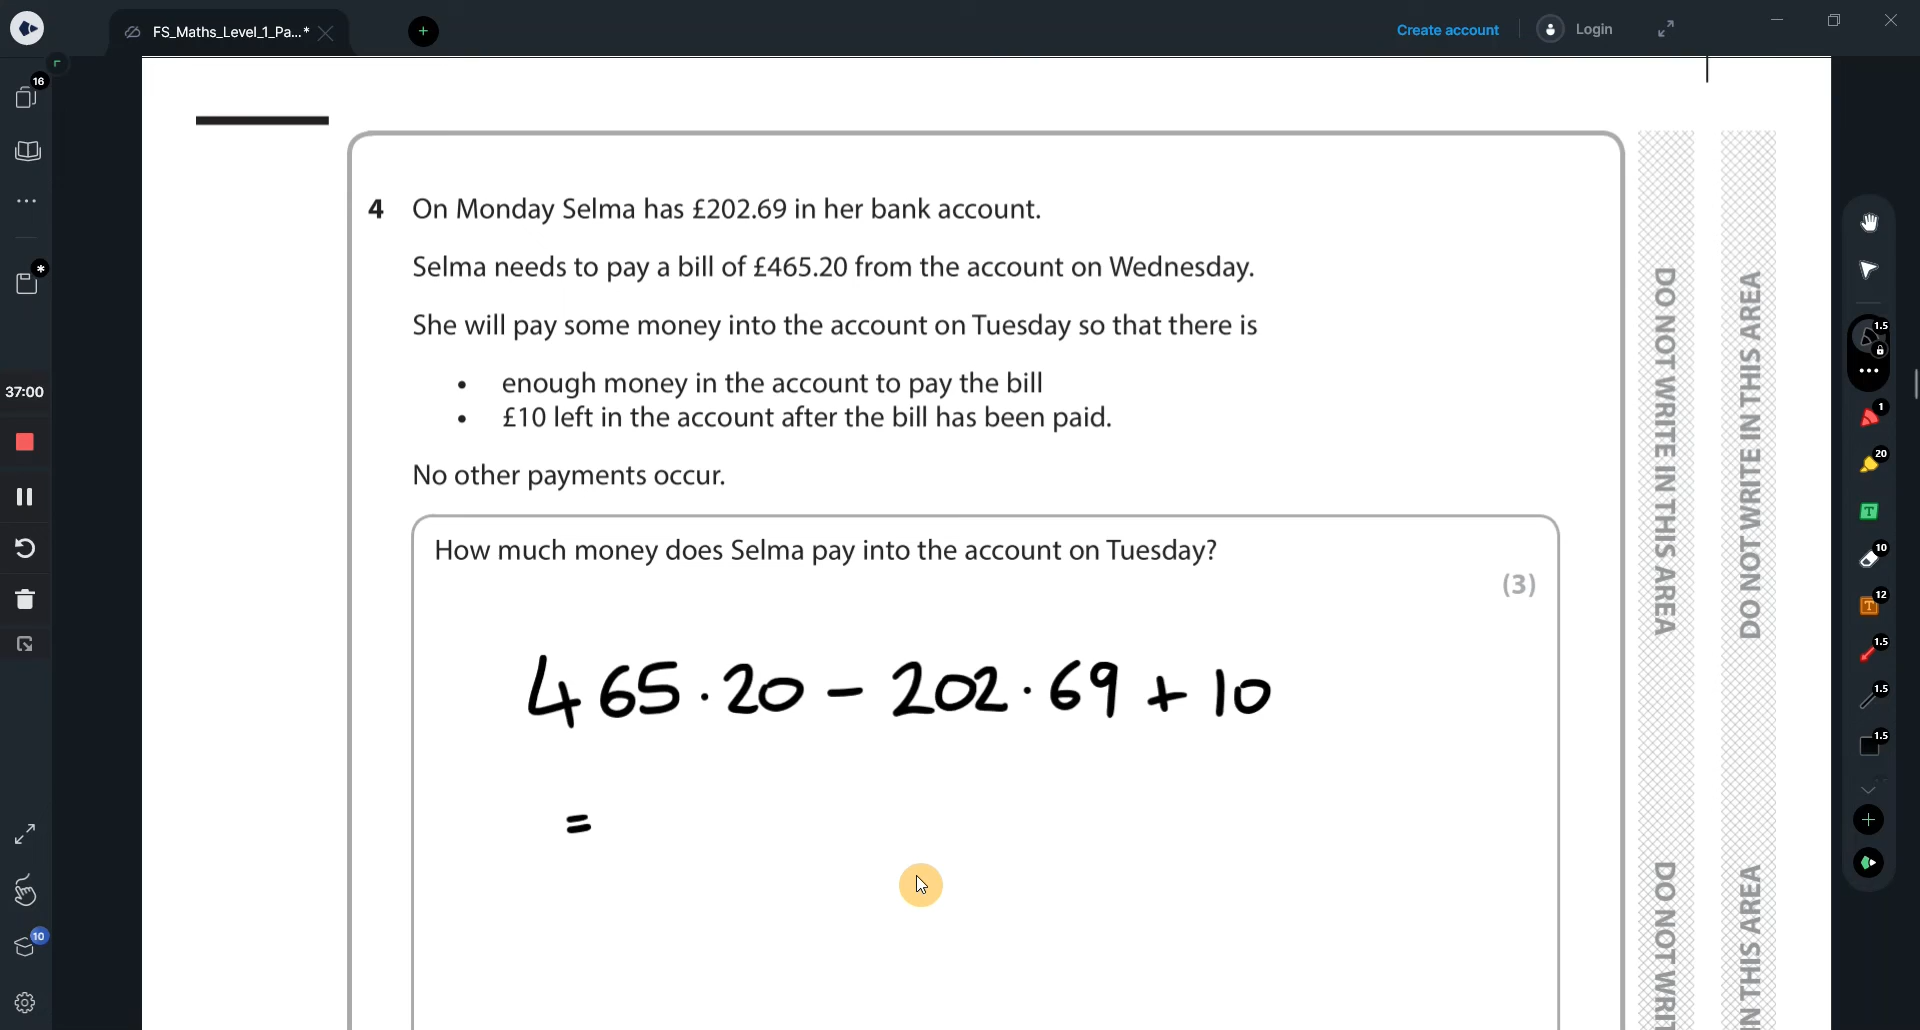 FS_Maths_Level_1_Pa...*
Create account
Login
16
37:00
10
4 On Monday Selma has £202.69 in her bank account.
Selma needs to pay a bill of £465.20 from the account on Wednesday.
She will pay some money into the account on Tuesday so that there is
• enough money in the account to pay the bill
• £10 left in the account after the bill has been paid.
No other payments occur.
How much money does Selma pay into the account on Tuesday?
(3)
465·20 - 202·69 + 10
=
DO NOT WRITE IN THIS AREA
DO NOT WRITE IN THIS AREA
DO NOT WRI
N THIS AREA
1.5
1
20
T
10
12
T
1.5
1.5
1.5